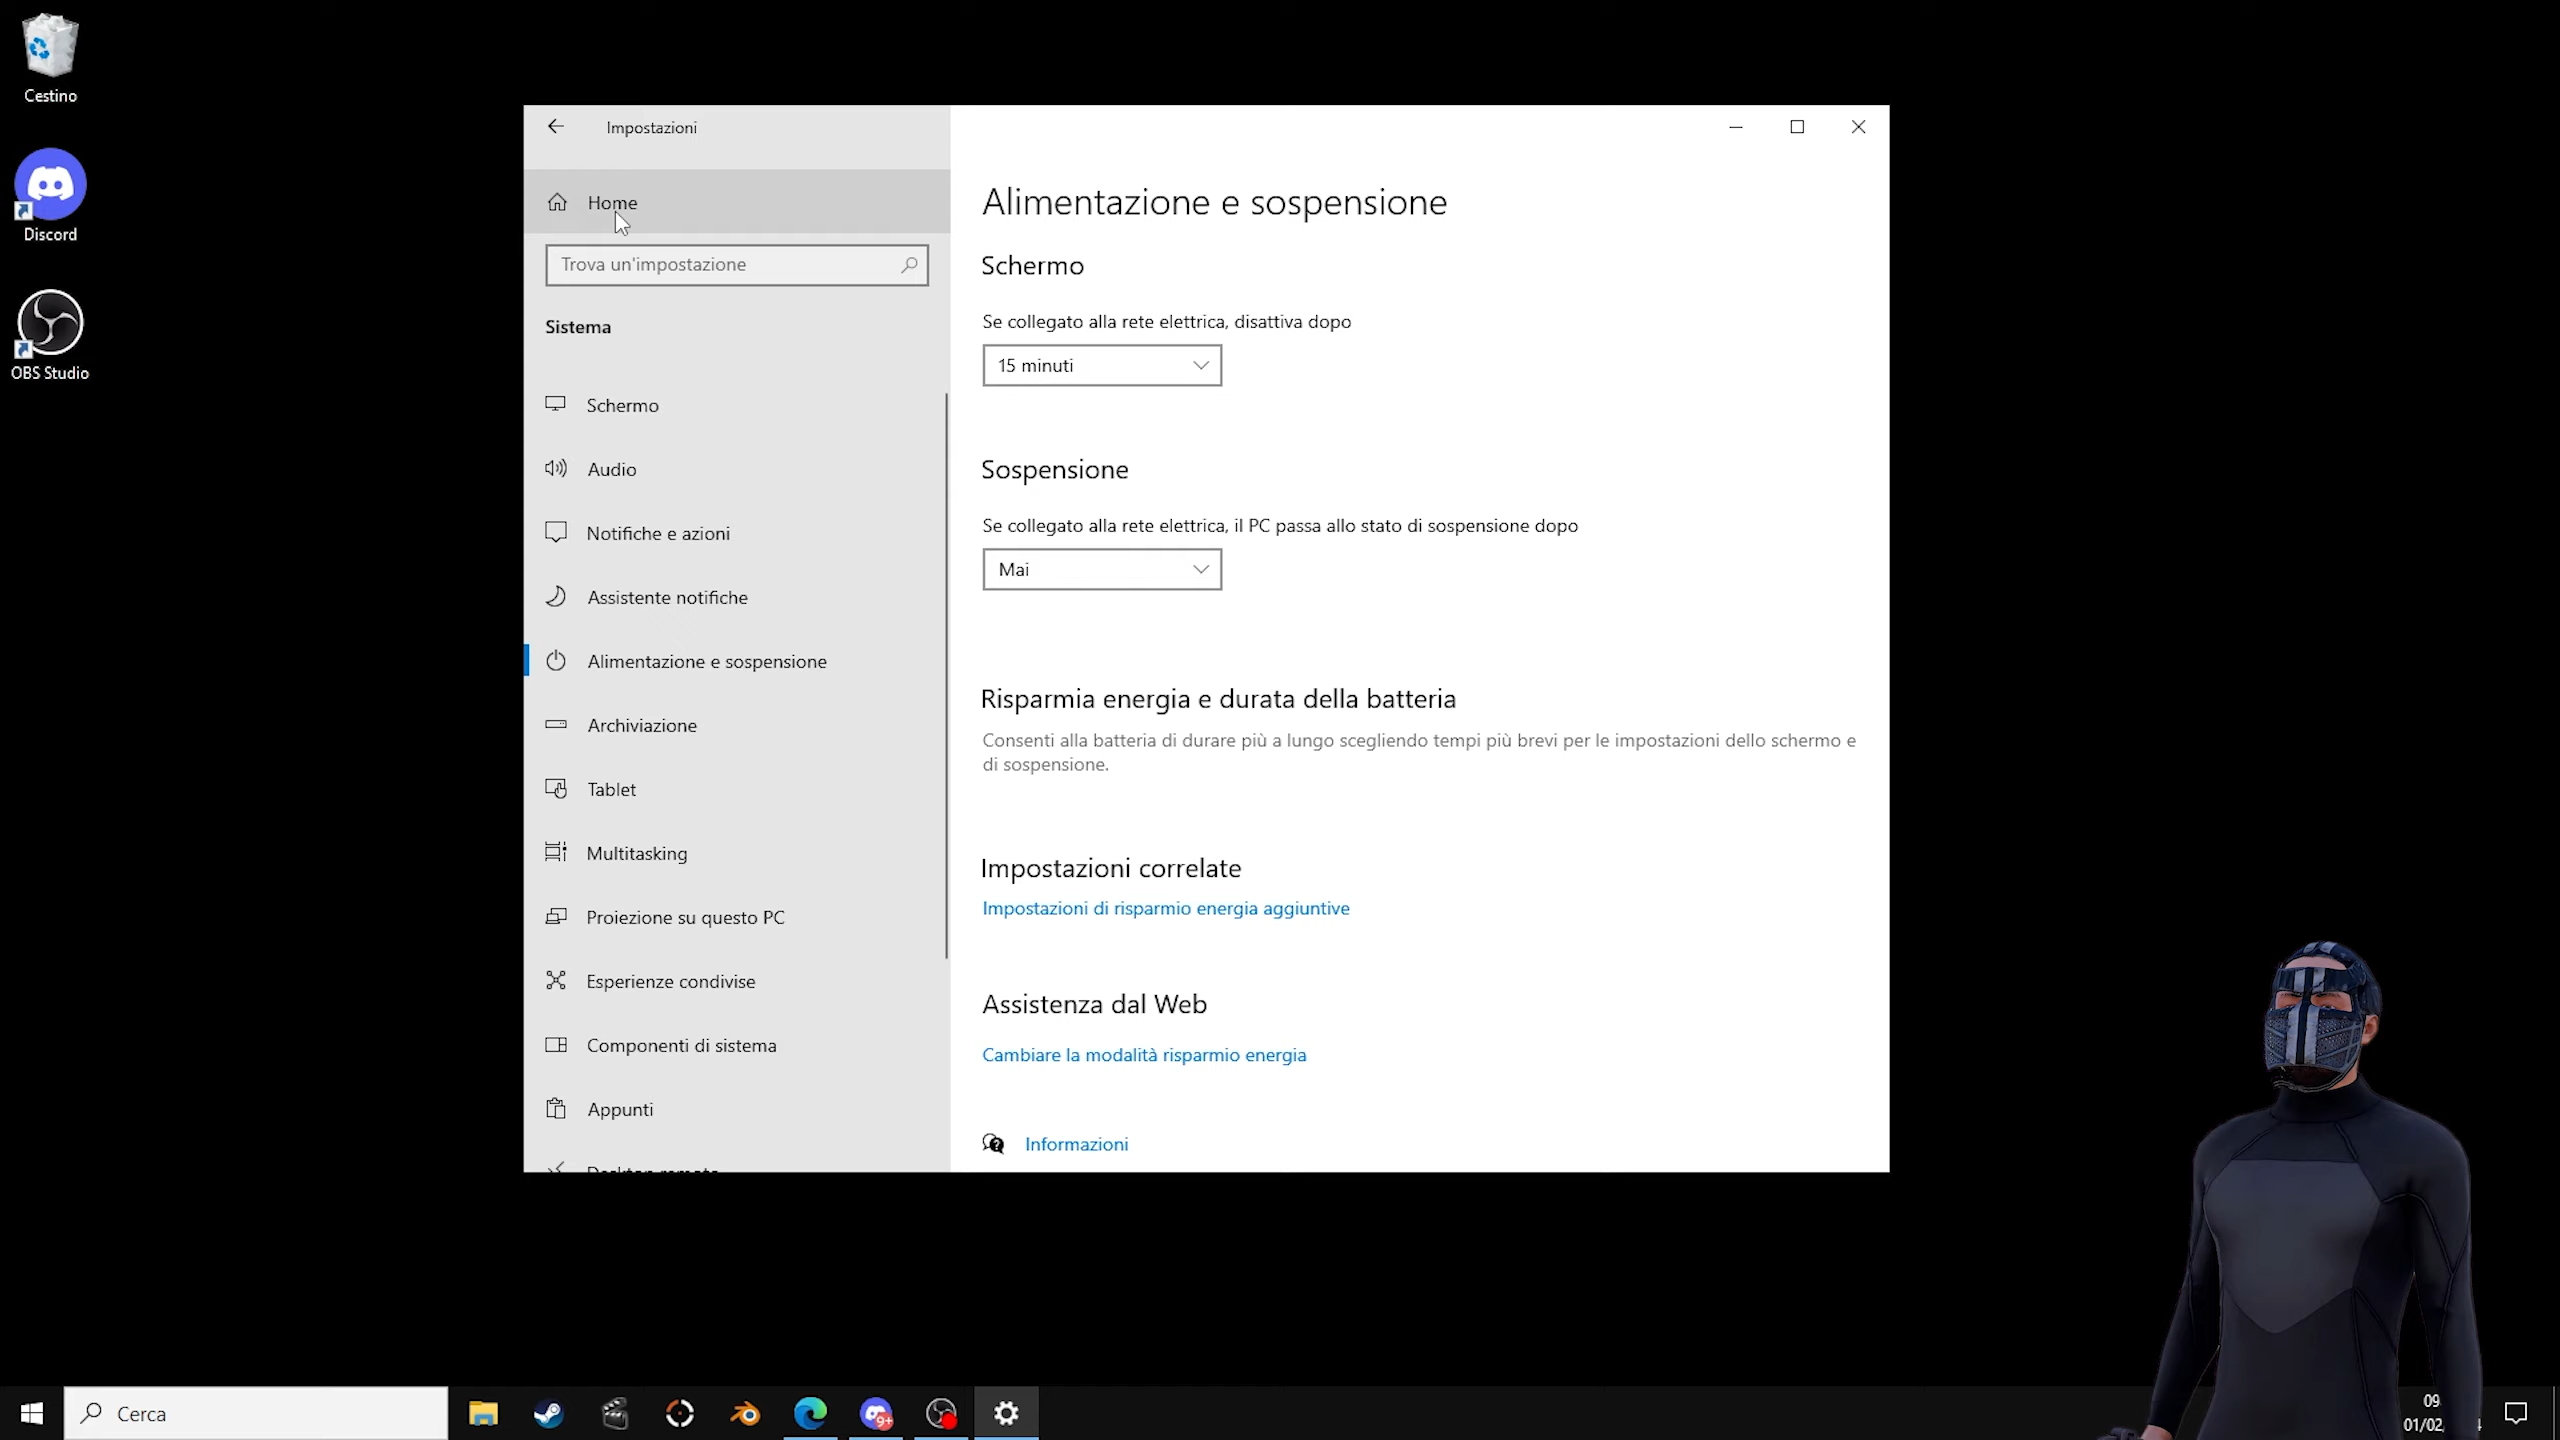 Cestino
Discord
OBS Studio
Impostazioni
Home
Trova un'impostazione
Sistema
Schermo
Audio
Notifiche e azioni
Assistente notifiche
Alimentazione e sospensione
Archiviazione
Tablet
Multitasking
Proiezione su questo PC
Esperienze condivise
Componenti di sistema
Appunti
Desktop remoto
Alimentazione e sospensione
Schermo
Se collegato alla rete elettrica, disattiva dopo
15 minuti
Sospensione
Se collegato alla rete elettrica, il PC passa allo stato di sospensione dopo
Mai
Risparmia energia e durata della batteria
Consenti alla batteria di durare più a lungo scegliendo tempi più brevi per le impostazioni dello schermo e
di sospensione.
Impostazioni correlate
Impostazioni di risparmio energia aggiuntive
Assistenza dal Web
Cambiare la modalità risparmio energia
Informazioni
Cerca
9+
09
01/02